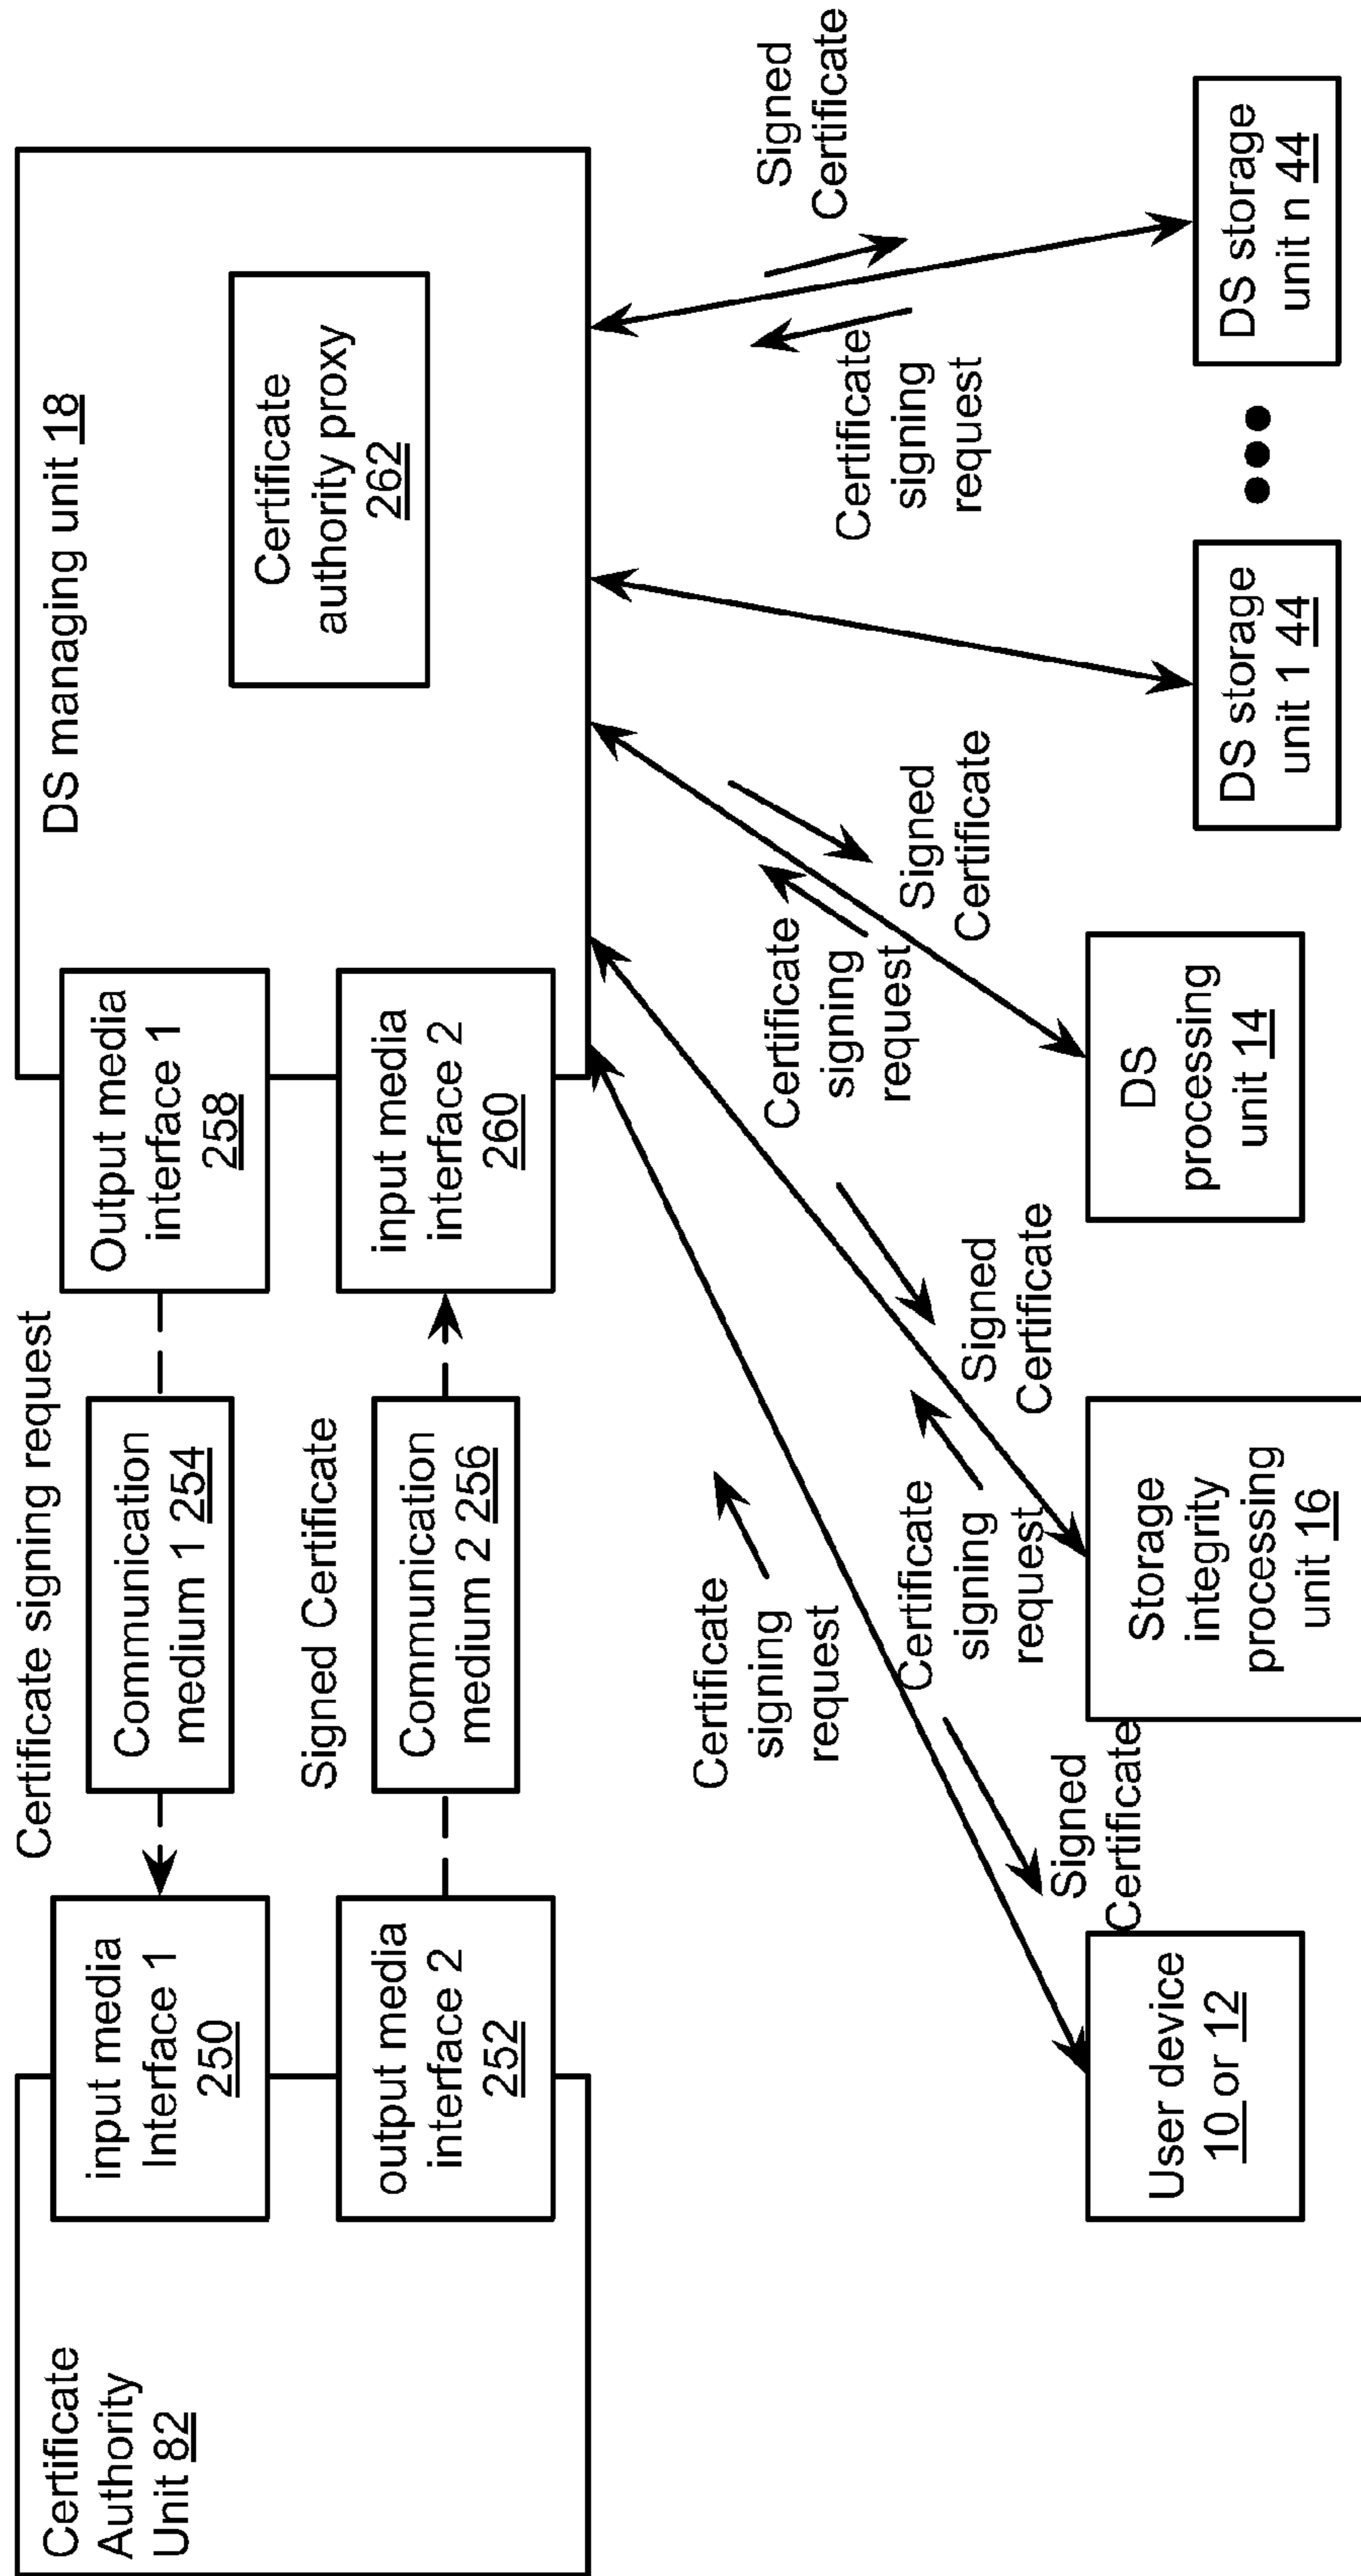 Certificate
Authority
Unit 82
input media
Interface 1
250
output media
interface 2
252
Certificate signing request
Communication
medium 1 254
Signed Certificate
Communication
medium 2 256
Output media
interface 1
258
input media
interface 2
260
DS managing unit 18
Certificate
authority proxy
262
Certificate
signing
request
Signed
Certificate
Certificate
signing
request
Signed
Certificate
Certificate
signing
request
Signed
Certificate
Certificate
signing
request
Signed
Certificate
User device
10 or 12
Storage
integrity
processing
unit 16
DS
processing
unit 14
DS storage
unit 1 44
DS storage
unit n 44